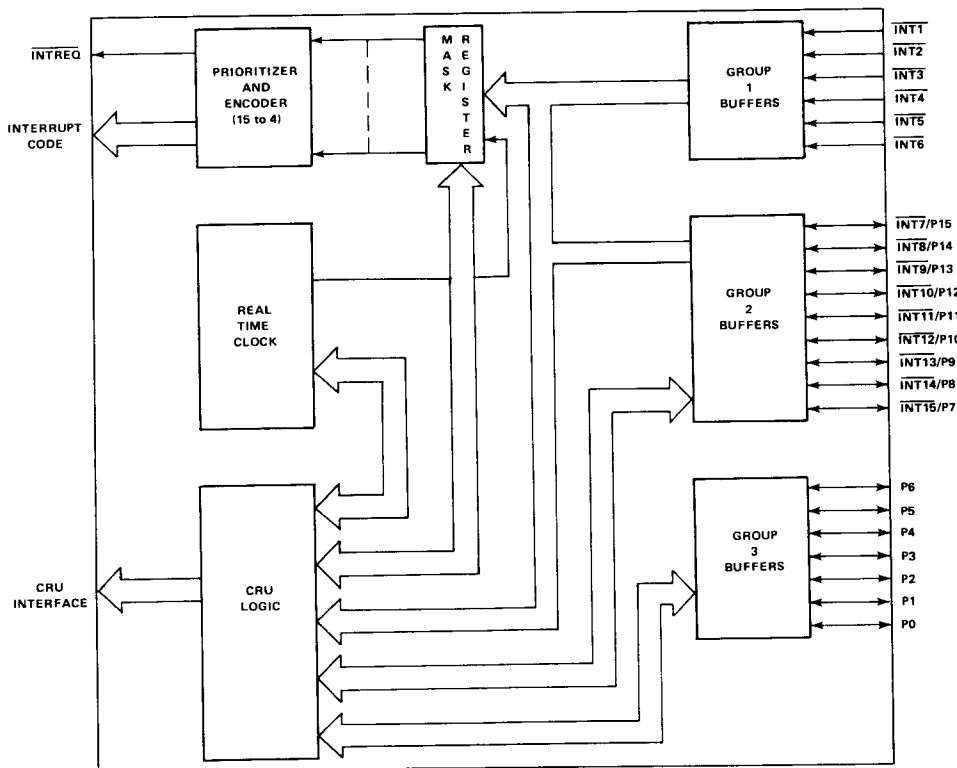 INTREQ
INTERRUPT
CODE
PRIORITIZER
AND
ENCODER
(15 to 4)
MASK
REGISTER
GROUP
1
BUFFERS
INT1
INT2
INT3
INT4
INT5
INT6
REAL
TIME
CLOCK
GROUP
2
BUFFERS
INT7/P15
INT8/P14
INT9/P13
INT10/P12
INT11/P11
INT12/P10
INT13/P9
INT14/P8
INT15/P7
CRU
INTERFACE
CRU
LOGIC
GROUP
3
BUFFERS
P6
P5
P4
P3
P2
P1
P0